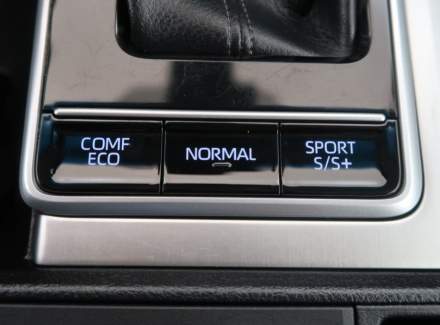 COMF
ECO
NORMAL
SPORT
S/S+